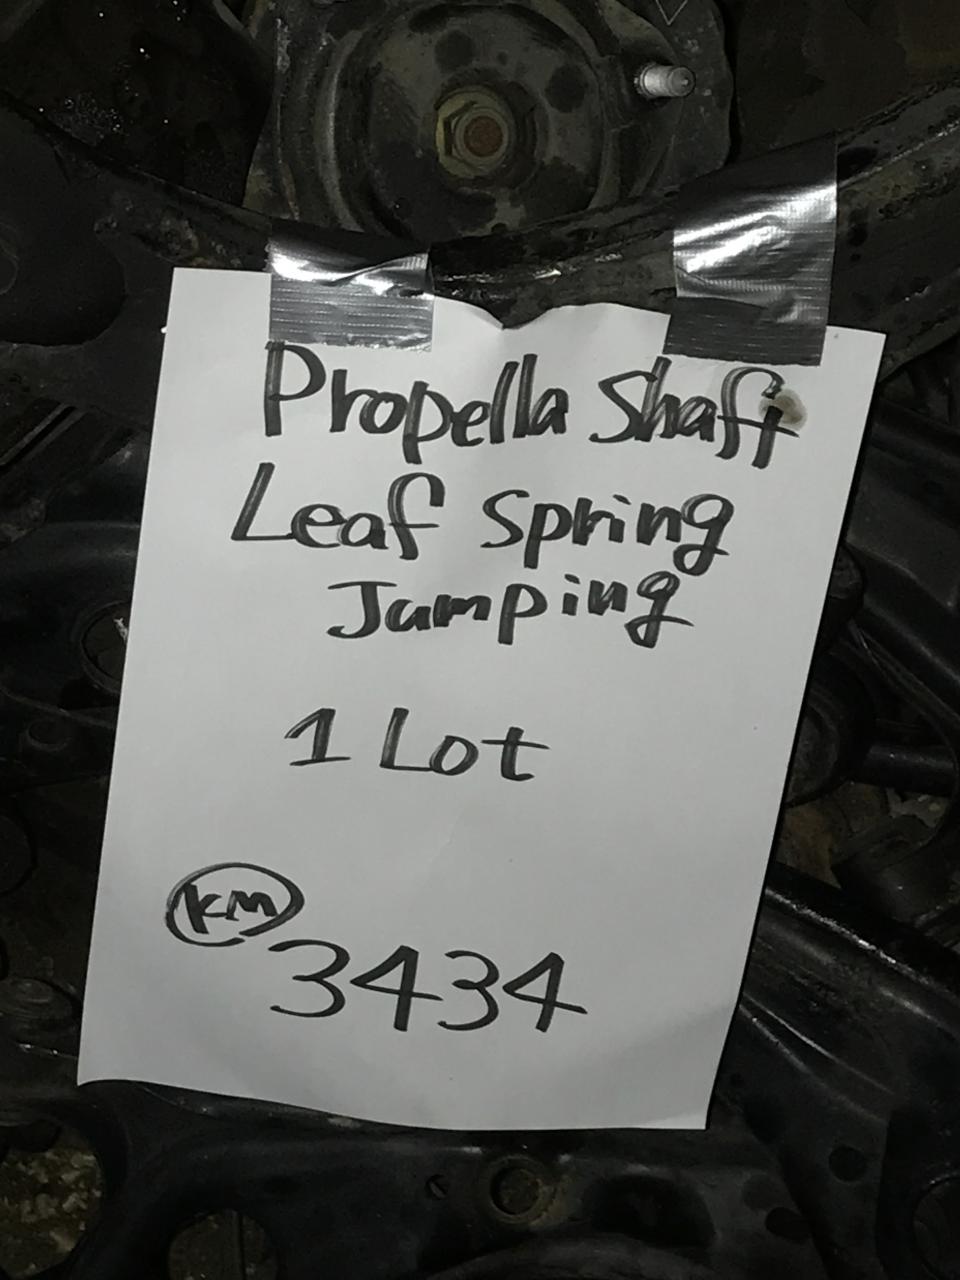 Propella Shaft
Leaf Spring
Jumping
1 Lot
KM
3434